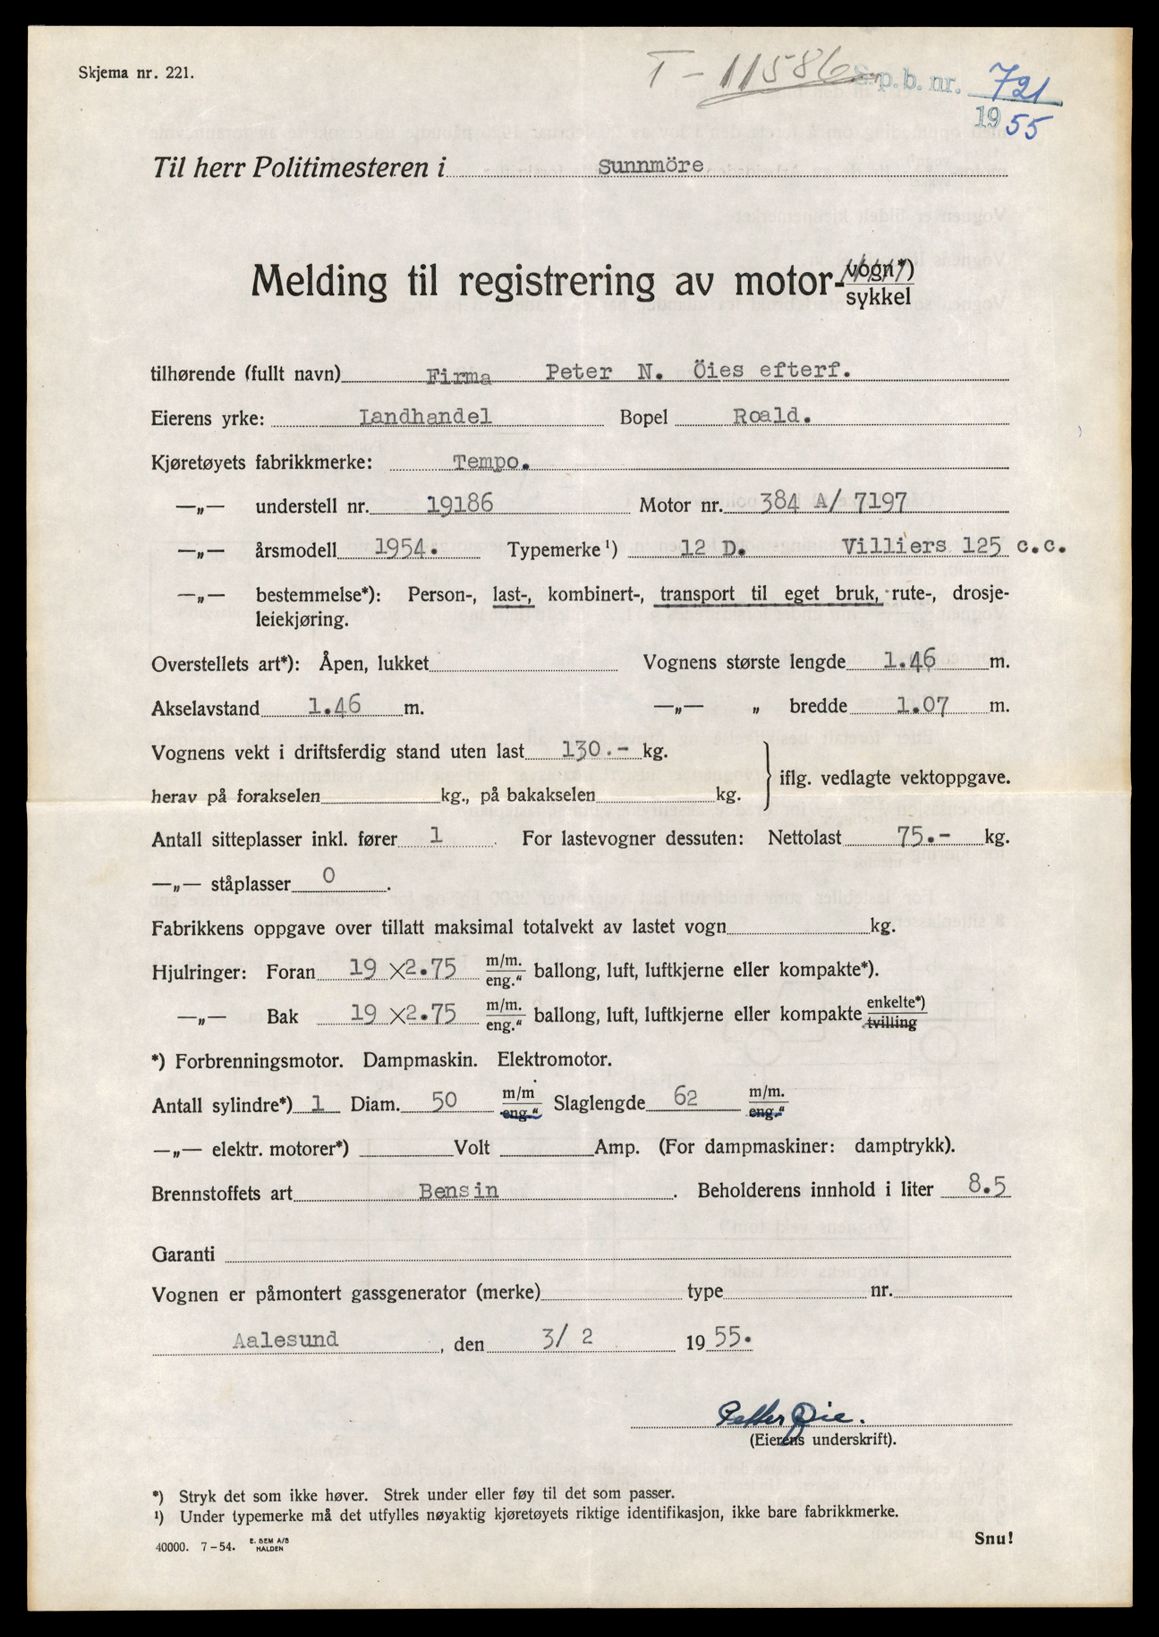 Skjema nr. 221.
T-11586
S.p.b. nr. 721
1955
Til herr Politimesteren i Sunnmöre
Melding til registrering av motor-vogn*)
sykkel
tilhørende (fullt navn) Firma Peter N. Öies efterf.
Eierens yrke: Landhandel Bopel Roald.
Kjøretøyets fabrikkmerke: Tempo.
—„— understell nr. 19186 Motor nr. 384 A/ 7197
—„— årsmodell 1954. Typemerke¹) 12 D. Villiers 125 c.c.
—„— bestemmelse*): Person-, last-, kombinert-, transport til eget bruk, rute-, drosje-
leiekjøring.
Overstellets art*): Åpen, lukket Vognens største lengde 1.46 m.
Akselavstand 1.46 m. —„— „ bredde 1.07 m.
Vognens vekt i driftsferdig stand uten last 130.- kg.
iflg. vedlagte vektoppgave.
herav på forakselen kg., på bakakselen kg.
Antall sitteplasser inkl. fører 1 . For lastevogner dessuten: Nettolast 75.- kg.
—„— ståplasser 0 .
Fabrikkens oppgave over tillatt maksimal totalvekt av lastet vogn kg.
Hjulringer: Foran 19 X2.75 m/m. eng.“ ballong, luft, luftkjerne eller kompakte*).
—„— Bak 19 X2.75 m/m. eng.“ ballong, luft, luftkjerne eller kompakte enkelte*) tvilling
*) Forbrenningsmotor. Dampmaskin. Elektromotor.
Antall sylindre*) 1 Diam. 50 m/m eng.“ Slaglengde 62 m/m. eng.“
—„— elektr. motorer*) Volt Amp. (For dampmaskiner: damptrykk).
Brennstoffets art Bensin . Beholderens innhold i liter 8.5
Garanti
Vognen er påmontert gassgenerator (merke) type nr.
Aalesund , den 3/ 2 1955.
Petter Øie.
(Eierens underskrift).
*) Stryk det som ikke høver. Strek under eller føy til det som passer.
¹) Under typemerke må det utfylles nøyaktig kjøretøyets riktige identifikasjon, ikke bare fabrikkmerke.
40000. 7-54. E. SEM A/S HALDEN
Snu!